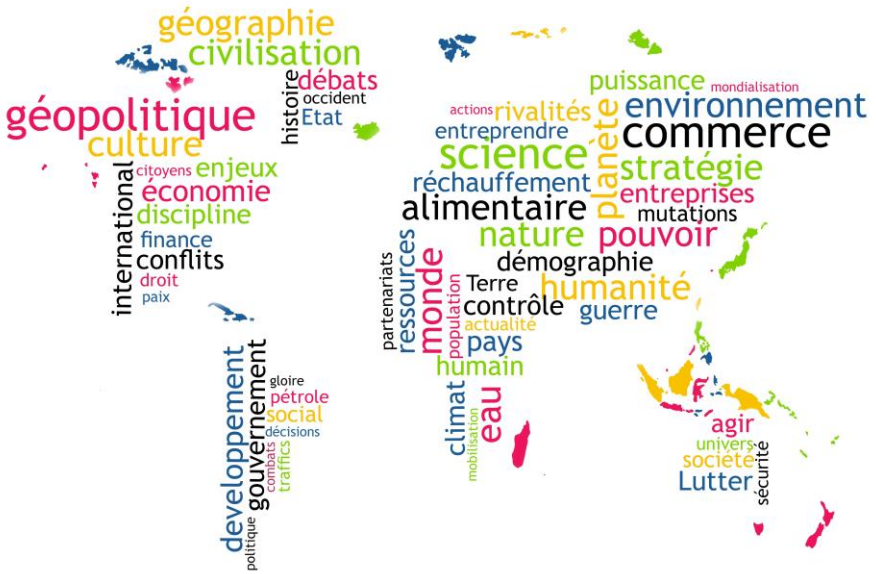 géographie
civilisation
histoire
débats
occident
Etat
géopolitique
culture
international
citoyens
enjeux
économie
discipline
finance
conflits
droit
paix
developpement
gouvernement
politique
gloire
pétrole
social
décisions
combats
traffics
puissance
mondialisation
actions
rivalités
planète
environnement
entreprendre
commerce
science
stratégie
réchauffement
entreprises
alimentaire
mutations
nature
pouvoir
démographie
partenariats
ressources
monde
population
Terre
humanité
contrôle
guerre
actualité
pays
humain
climat
mobilisation
eau
agir
univers
société
sécurité
Lutter